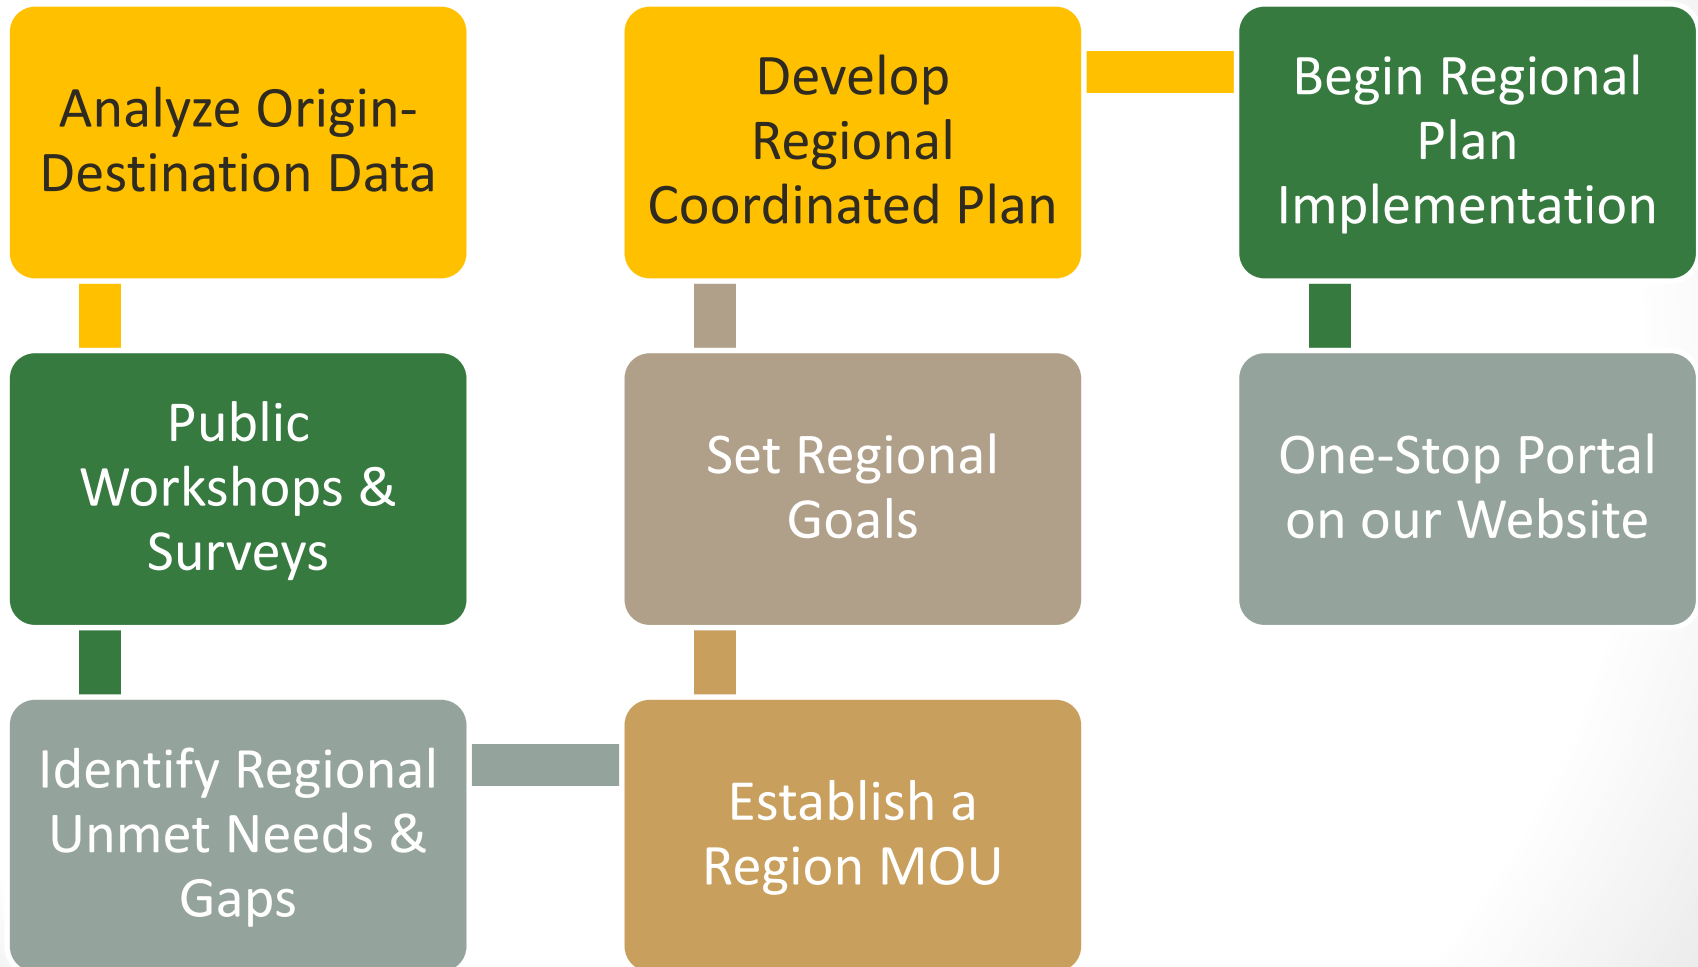 Analyze Origin-
Destination Data
Public
Workshops &
Surveys
Identify Regional
Unmet Needs &
Gaps
Establish a
Region MOU
Set Regional
Goals
Develop
Regional
Coordinated Plan
Begin Regional
Plan
Implementation
One-Stop Portal
on our Website